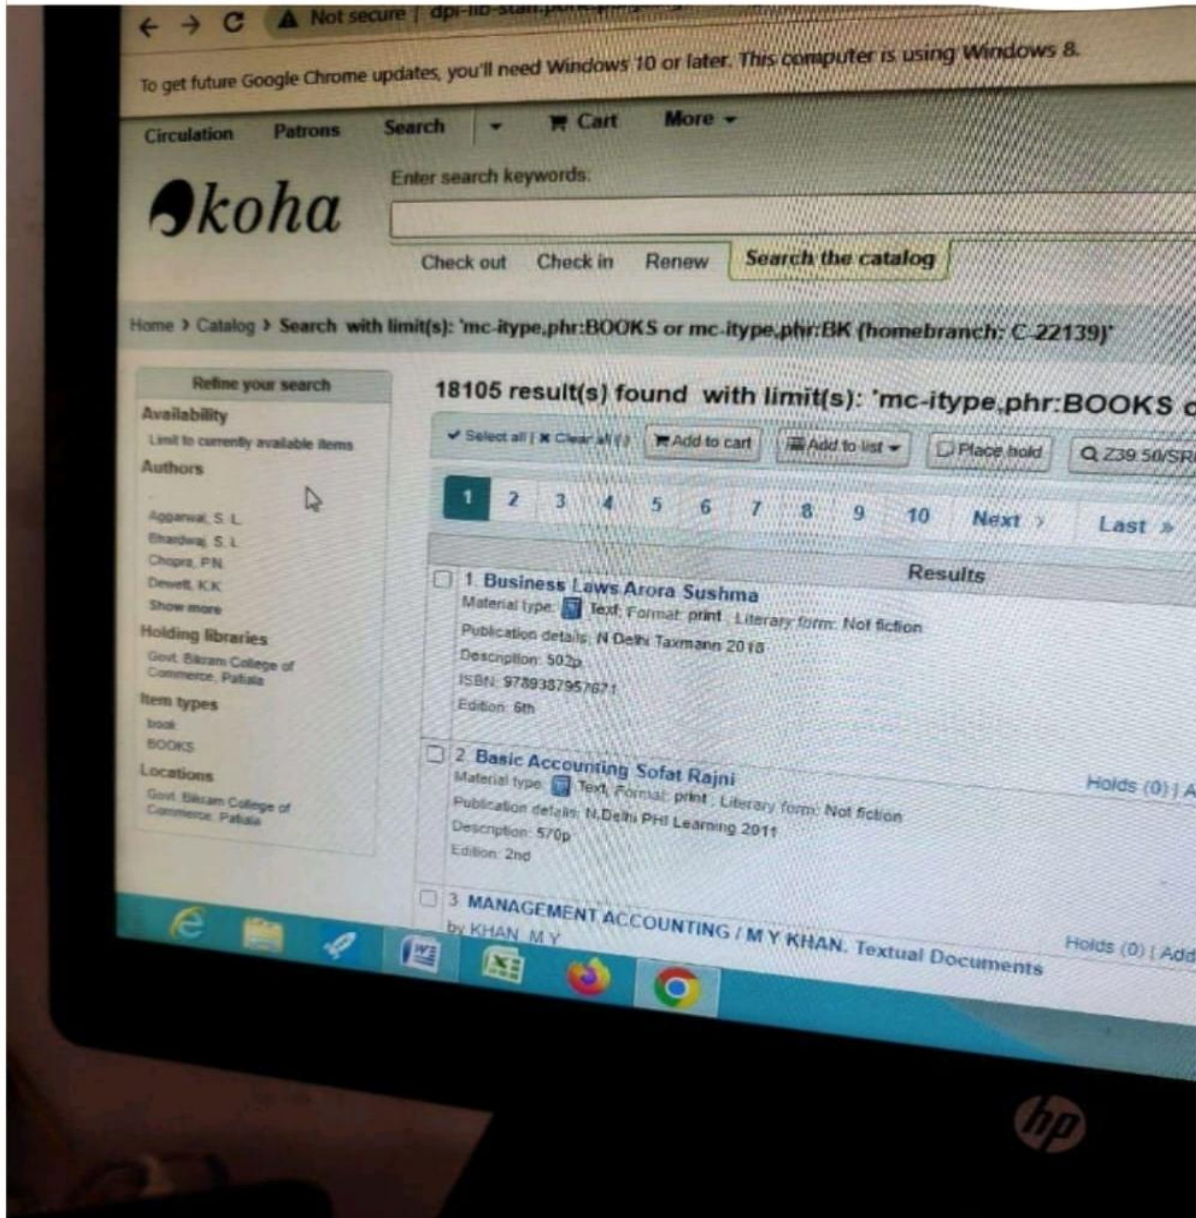 Not secure
To get future Google Chrome updates, you'll need Windows 10 or later. This computer is using Windows 8.
Circulation Patrons Search Cart More
koha
Enter search keywords:
Check out Check in Renew Search the catalog
Home > Catalog > Search with limit(s): 'mc-itype,phr:BOOKS or mc-itype,phr:BK (homebranch: C-22139)'
Refine your search
Availability
Limit to currently available items
Authors
Aggarwal, S. L.
Bhardwaj, S. L.
Chopra, P.N.
Dewett, K.K.
Show more
Holding libraries
Govt. Bikram College of
Commerce, Patiala
Item types
book
BOOKS
Locations
Govt. Bikram College of
Commerce, Patiala
18105 result(s) found with limit(s): 'mc-itype,phr:BOOKS
Select all | Clear all | Add to cart Add to list Place hold Z39.50/SR
1 2 3 4 5 6 7 8 9 10 Next > Last »
Results
1. Business Laws Arora Sushma
Material type: Text; Format: print ; Literary form: Not fiction
Publication details: N Delhi Taxmann 2018
Description: 502p
ISBN: 9789387957671
Edition: 6th
2. Basic Accounting Sofat Rajni
Material type: Text; Format: print ; Literary form: Not fiction
Publication details: N.Delhi PHI Learning 2011
Description: 570p
Edition: 2nd
Holds (0) | A
3. MANAGEMENT ACCOUNTING / M Y KHAN. Textual Documents
by KHAN, M Y
Holds (0) | Add
hp